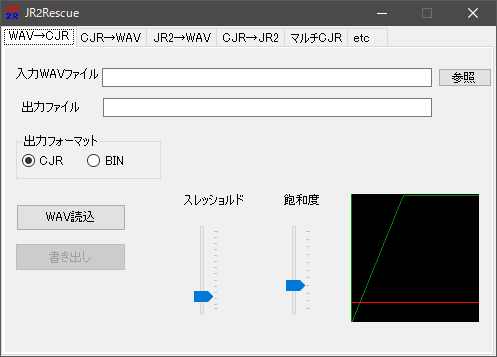 JR
2R
JR2Rescue
WAV→CJR
CJR→WAV
JR2→WAV
CJR→JR2
マルチCJR
etc
入力WAVファイル
参照
出力ファイル
出力フォーマット
CJR
BIN
WAV読込
書き出し
スレッショルド
飽和度